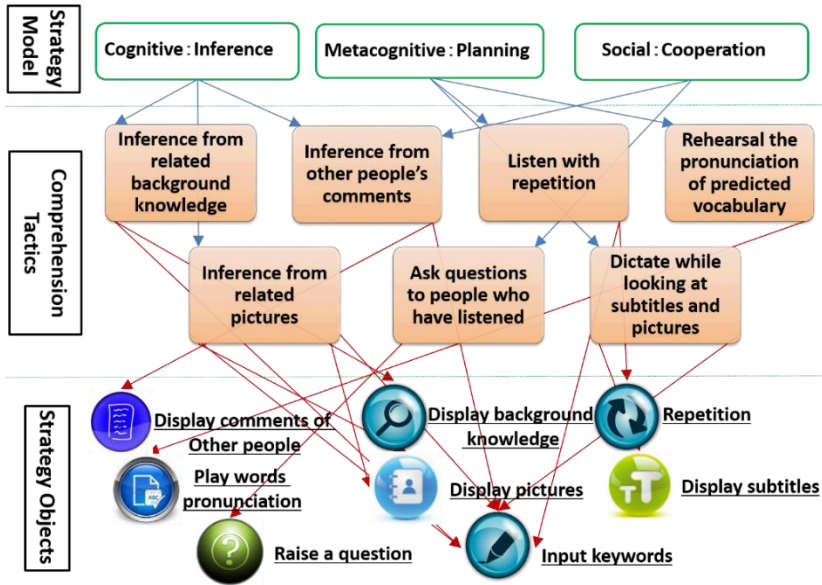 Strategy
Model
Cognitive：Inference
Metacognitive：Planning
Social：Cooperation
Comprehension
Tactics
Inference from
related
background
knowledge
Inference from
other people's
comments
Listen with
repetition
Rehearsal the
pronunciation
of predicted
vocabulary
Inference from
related
pictures
Ask questions
to people who
have listened
Dictate while
looking at
subtitles and
pictures
Strategy Objects
Display comments of
Other people
Display background
knowledge
Repetition
Play words
pronunciation
Display pictures
Display subtitles
Raise a question
Input keywords